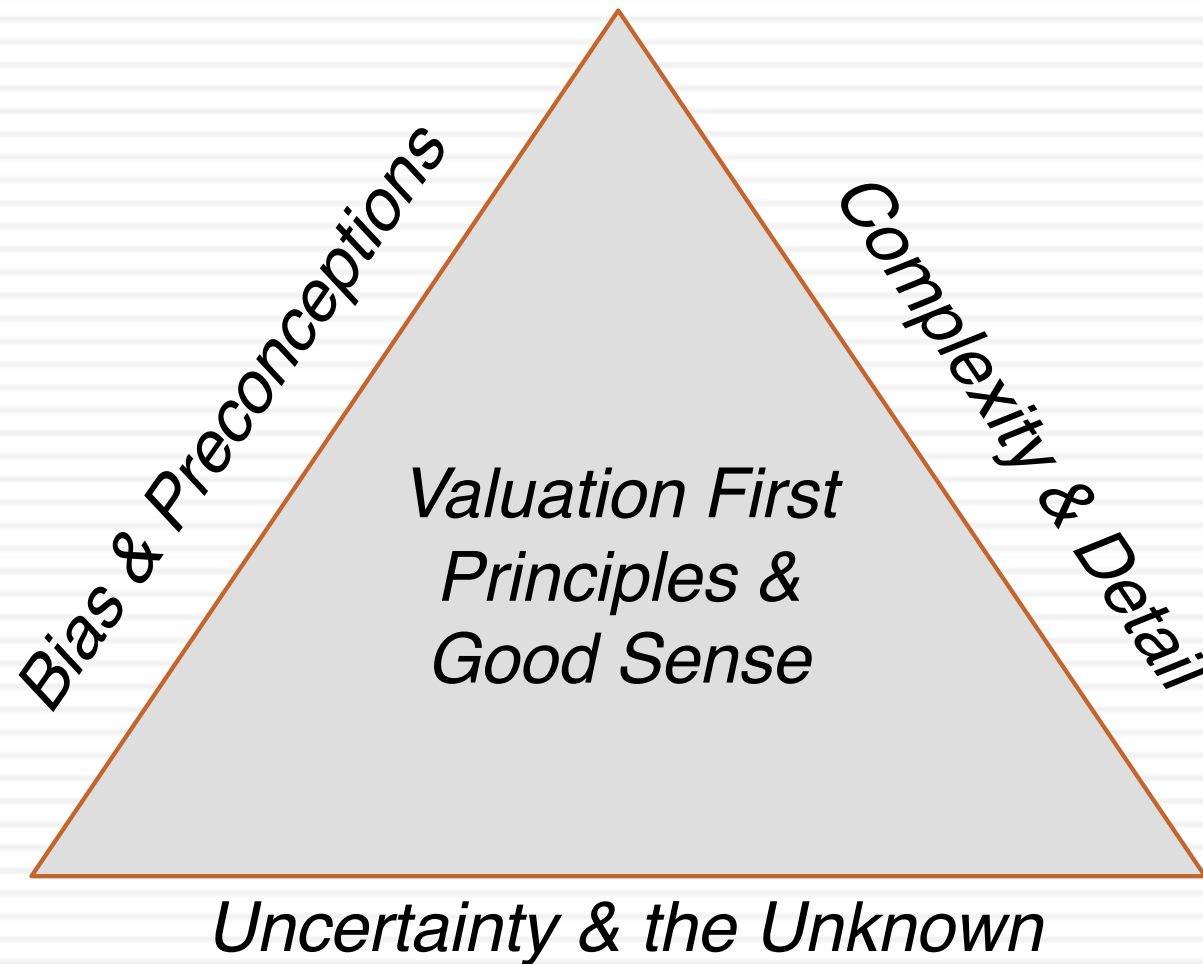 Bias & Preconceptions
Complexity & Detail
Valuation First
Principles &
Good Sense
Uncertainty & the Unknown